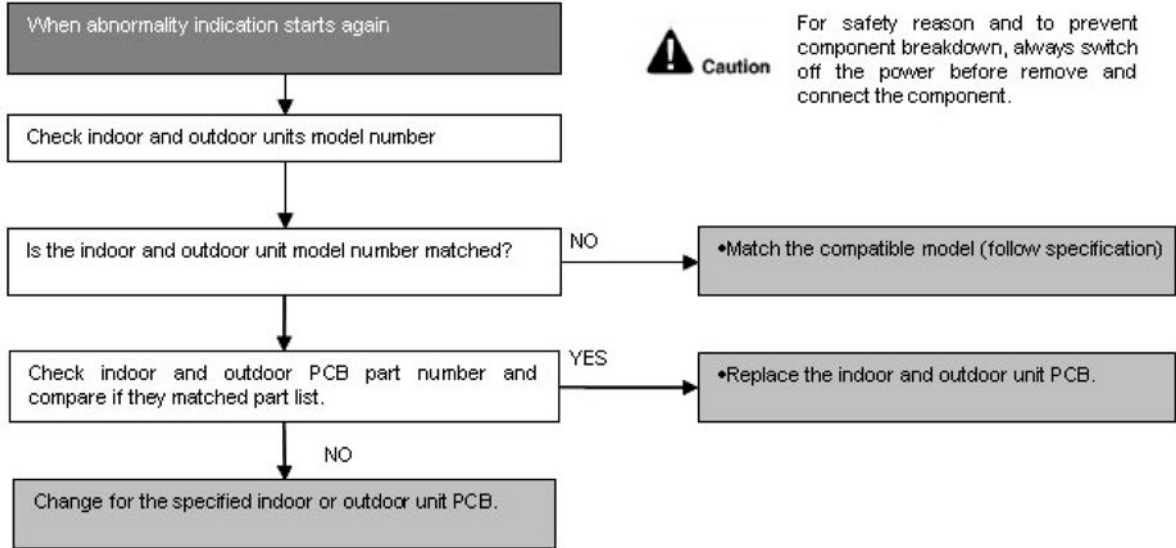 When abnormality indication starts again
For safety reason and to prevent
component breakdown, always switch
off the power before remove and
connect the component.
Caution
Check indoor and outdoor units model number
Is the indoor and outdoor unit model number matched?
NO
•Match the compatible model (follow specification)
Check indoor and outdoor PCB part number and
compare if they matched part list.
YES
•Replace the indoor and outdoor unit PCB.
NO
Change for the specified indoor or outdoor unit PCB.